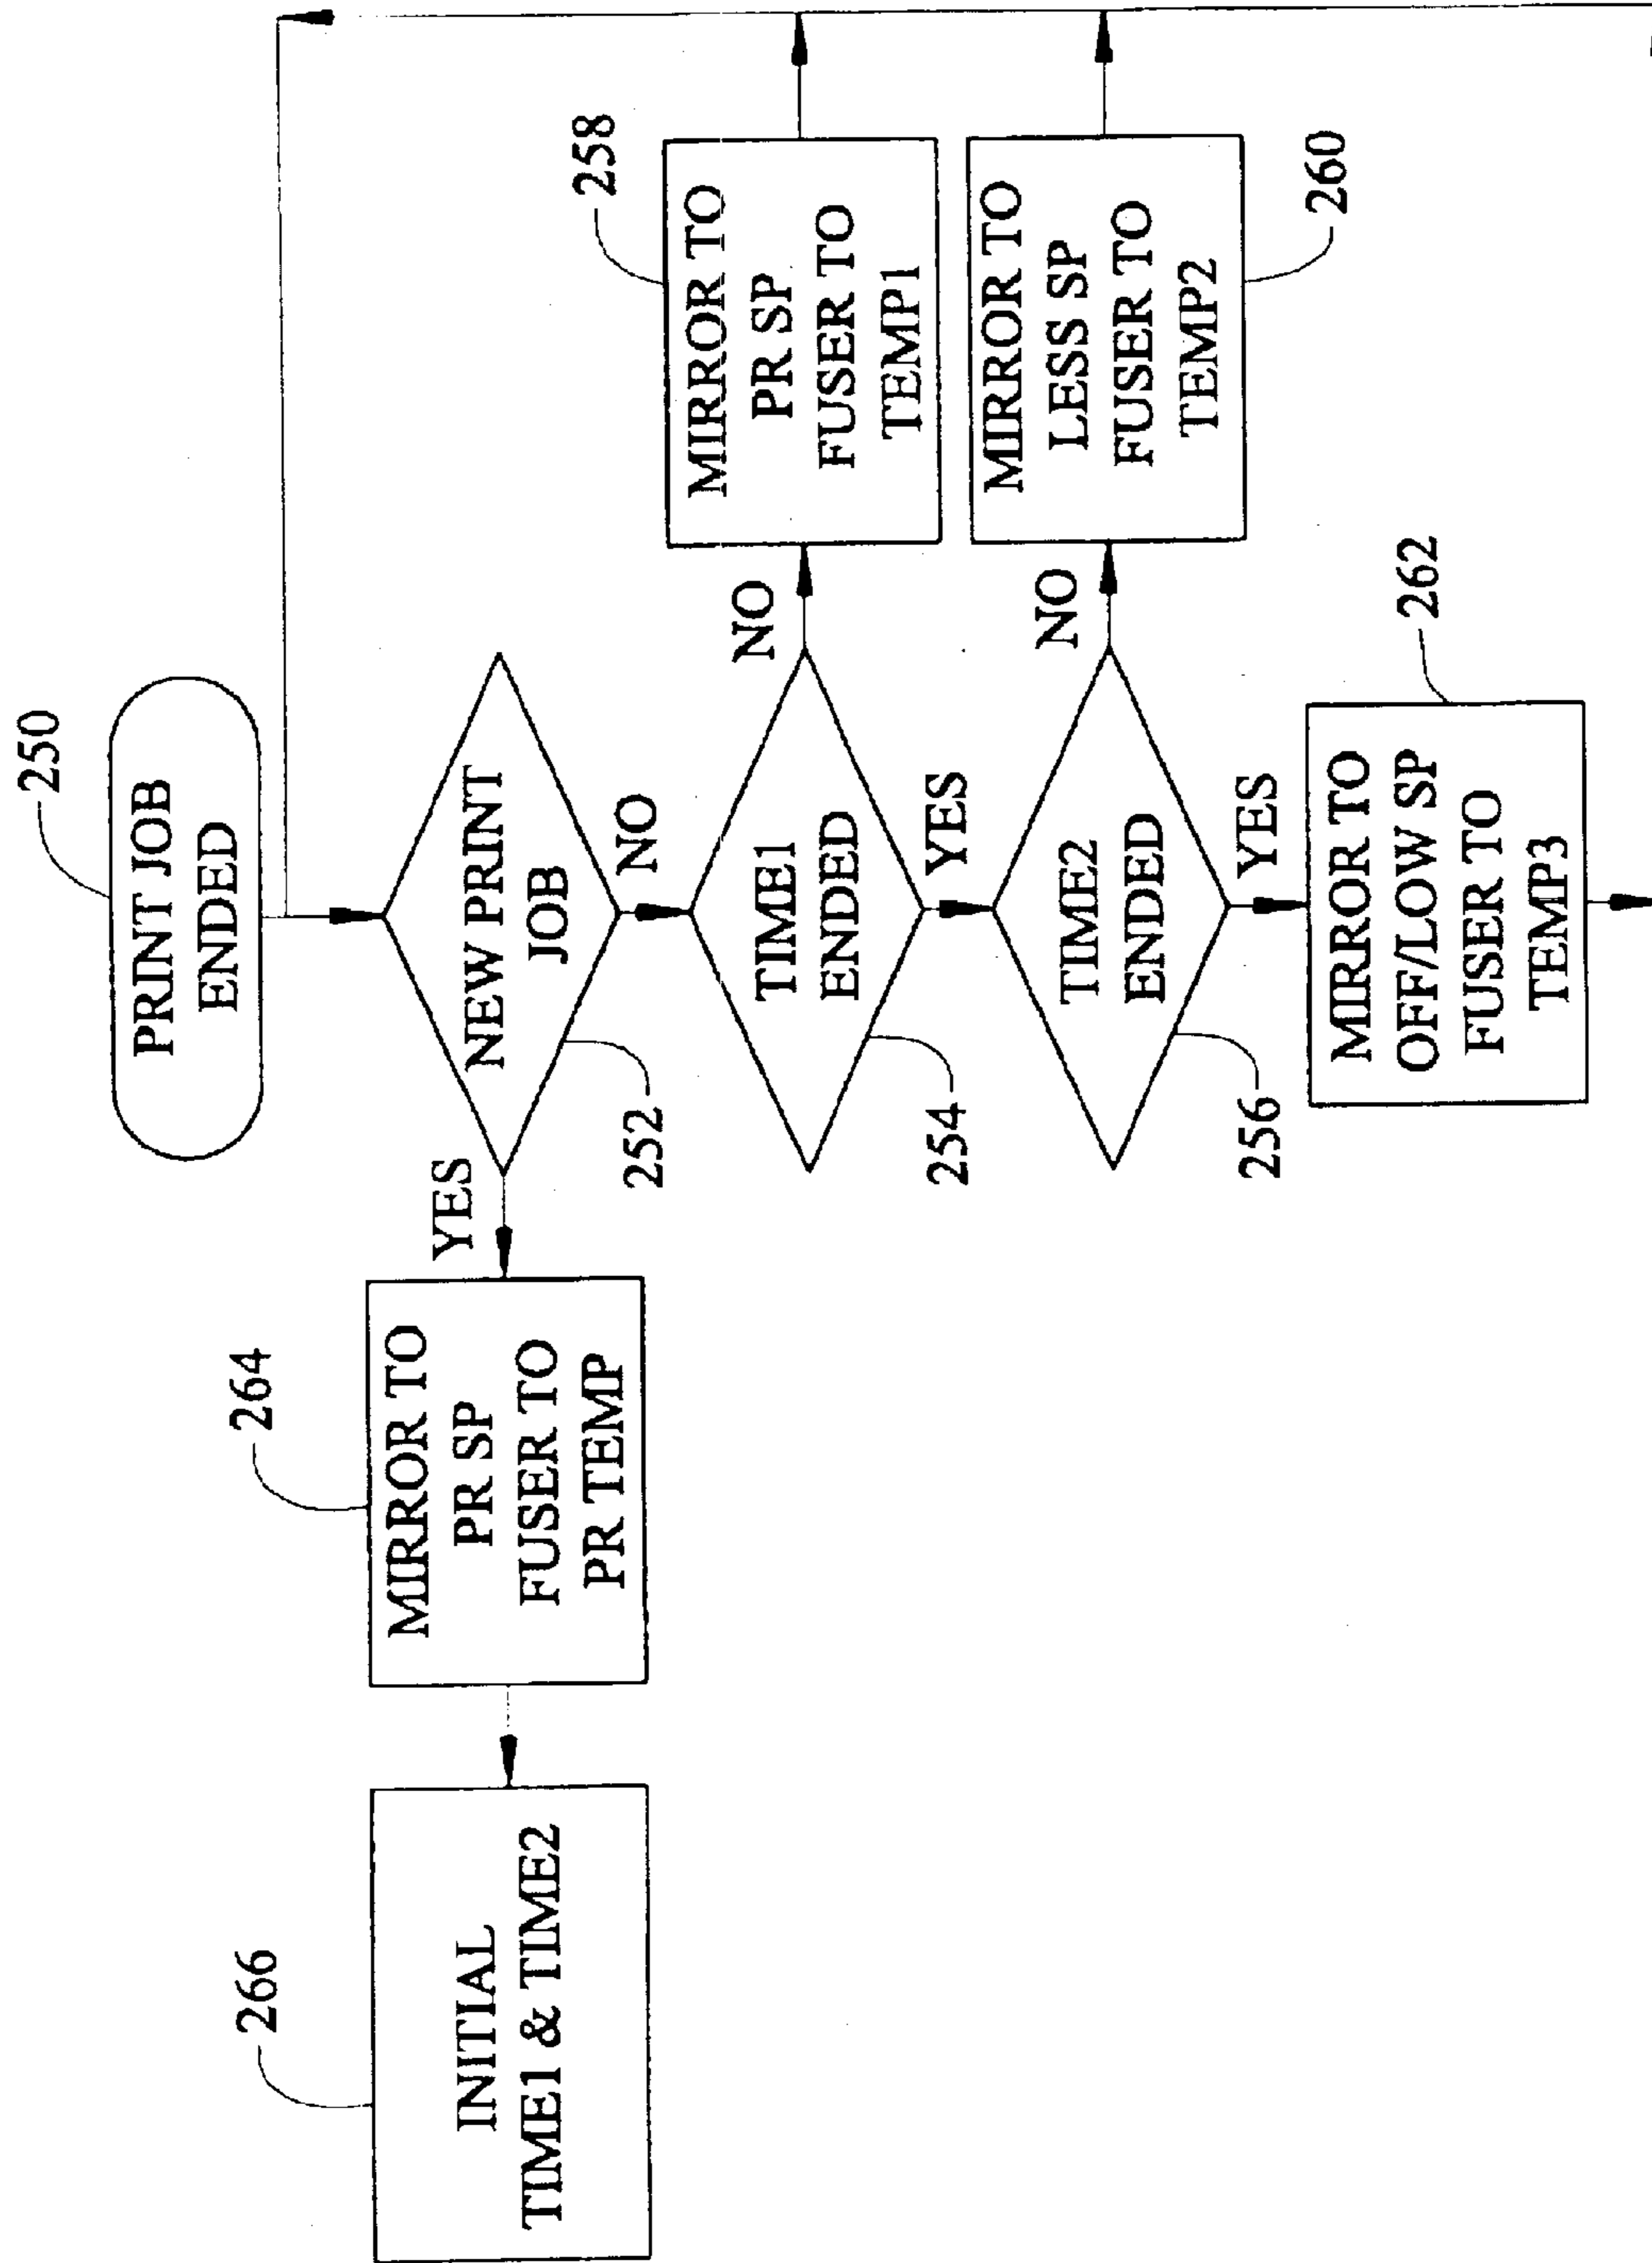 250
PRINT JOB
ENDED
NEW PRINT
JOB
252
YES
NO
264
MIRROR TO
PR SP
FUSER TO
PR TEMP
266
INITIAL
TIME1 & TIME2
TIME1
ENDED
254
NO
YES
258
MIRROR TO
PR SP
FUSER TO
TEMP1
TIME2
ENDED
256
NO
YES
MIRROR TO
LESS SP
FUSER TO
TEMP2
260
262
MIRROR TO
OFF/LOW SP
FUSER TO
TEMP3